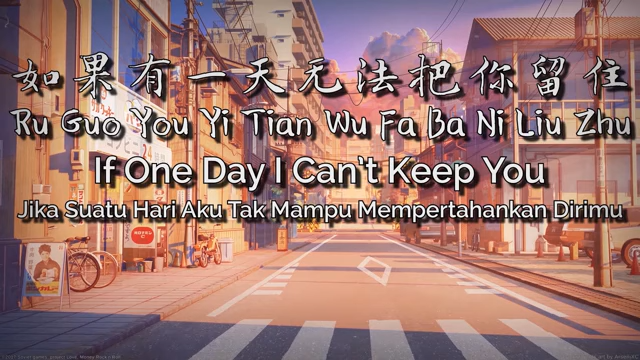 如果有一天无法把你留住
Ru Guo You Yi Tian Wu Fa Ba Ni Liu Zhu
If One Day I Can't Keep You
Jika Suatu Hari Aku Tak Mampu Mempertahankan Dirimu